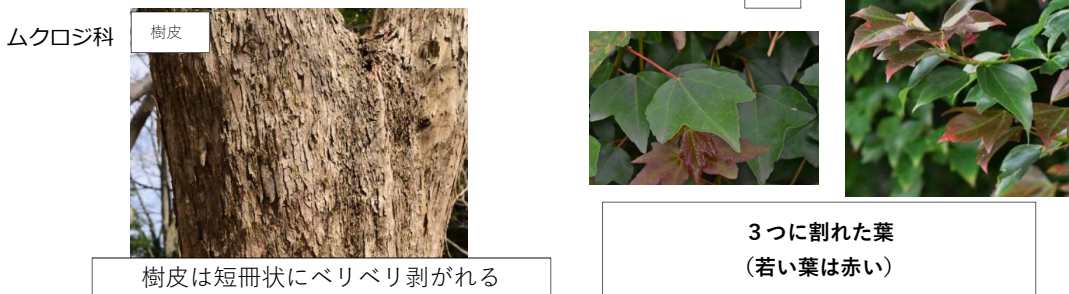 ムクロジ科
樹皮
樹皮は短冊状にベリベリ剥がれる
３つに割れた葉
（若い葉は赤い）